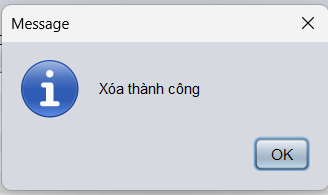 Message
Xóa thành công
OK